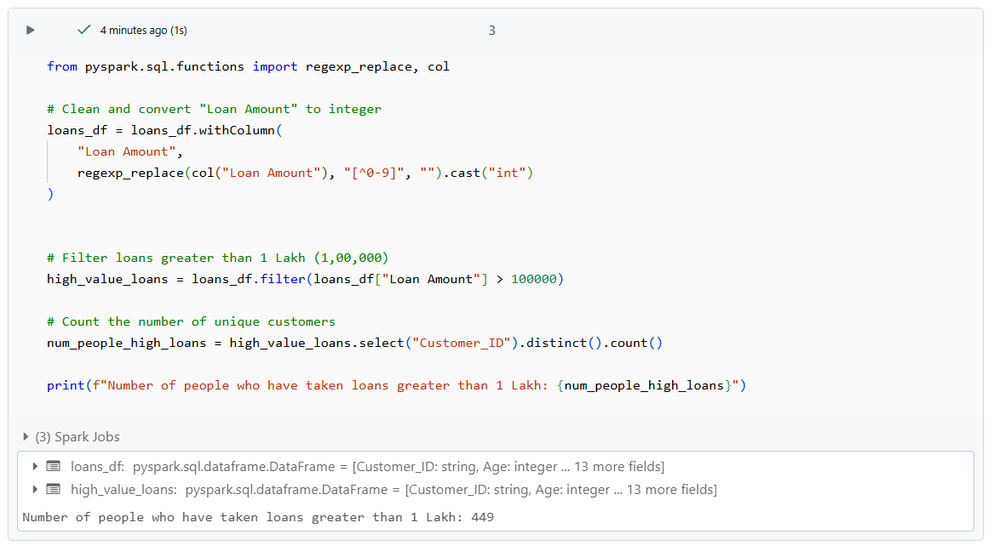 4 minutes ago (1s)
3
from pyspark.sql.functions import regexp_replace, col
# Clean and convert "Loan Amount" to integer
loans_df = loans_df.withColumn(
"Loan Amount",
regexp_replace(col("Loan Amount"), "[^0-9]", "").cast("int")
)
# Filter loans greater than 1 Lakh (1,00,000)
high_value_loans = loans_df.filter(loans_df["Loan Amount"] > 100000)
# Count the number of unique customers
num_people_high_loans = high_value_loans.select("Customer_ID").distinct().count()
print(f"Number of people who have taken loans greater than 1 Lakh: {num_people_high_loans}")
(3) Spark Jobs
loans_df: pyspark.sql.dataframe.DataFrame = [Customer_ID: string, Age: integer ... 13 more fields]
high_value_loans: pyspark.sql.dataframe.DataFrame = [Customer_ID: string, Age: integer ... 13 more fields]
Number of people who have taken loans greater than 1 Lakh: 449